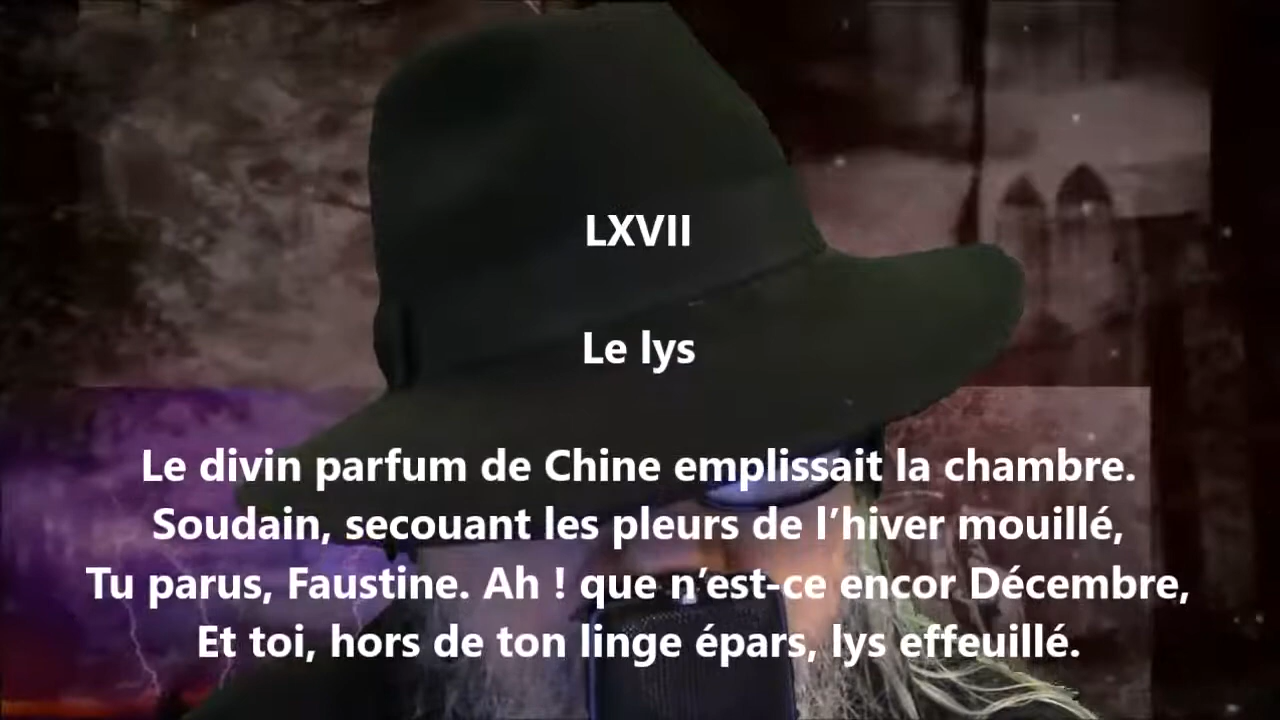 LXVII
Le lys
Le divin parfum de Chine emplissait la chambre.
Soudain, secouant les pleurs de l’hiver mouillé,
Tu parus, Faustine. Ah ! que n’est-ce encor Décembre,
Et toi, hors de ton linge épars, lys effeuillé.